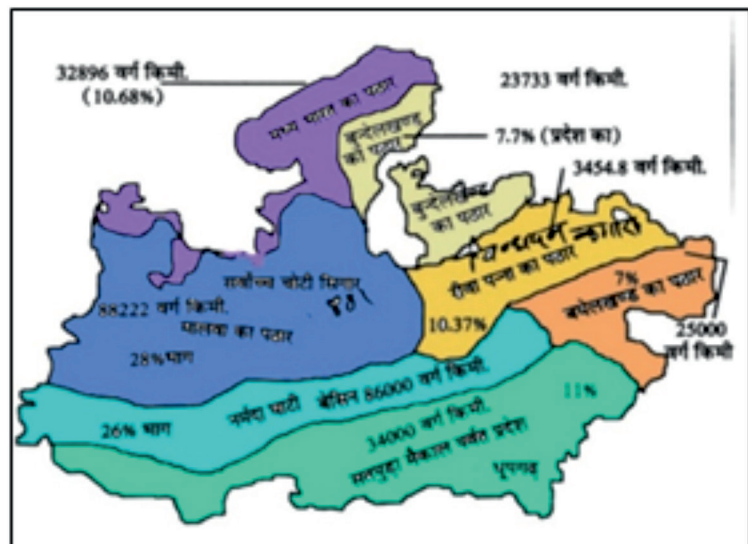 32896 वर्ग किमी.
(10.68%)
मध्य भारत का पठार
23733 वर्ग किमी.
बुन्देलखण्ड
का पठार
7.7% (प्रदेश का)
3454.8 वर्ग किमी.
बुन्देलखण्ड
का पठार
रीवा पन्ना का पठार
10.37%
7%
बघेलखण्ड का पठार
25000
वर्ग किमी
सर्वोच्च चोटी सिगार
881
88222 वर्ग किमी.
मालवा का पठार
28%भाग
नर्मदा घाटी बेसिन 86000 वर्ग किमी.
26% भाग
11%
34000 वर्ग किमी.
सतपुड़ा मैकाल पर्वत प्रदेश
धूपगढ़